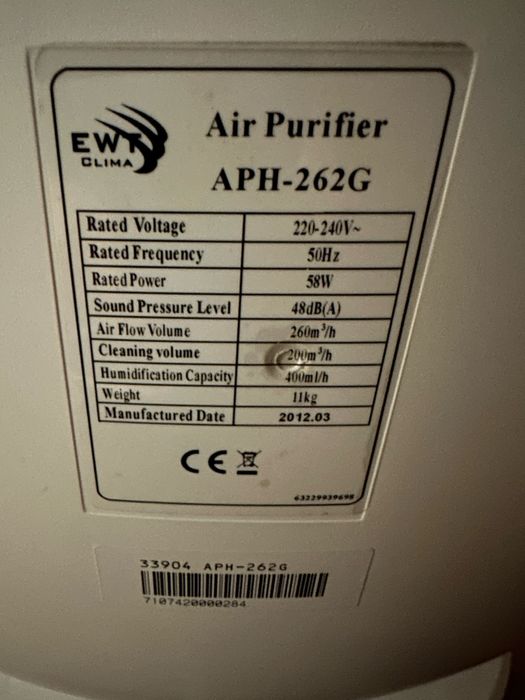 EWT
CLIMA
Air Purifier
APH-262G
Rated Voltage 220-240V~
Rated Frequency 50Hz
Rated Power 58W
Sound Pressure Level 48dB(A)
Air Flow Volume 260m³/h
Cleaning volume 200m³/h
Humidification Capacity 400ml/h
Weight 11kg
Manufactured Date 2012.03
CE
63229939698
33904 APH-262G
7107420000284